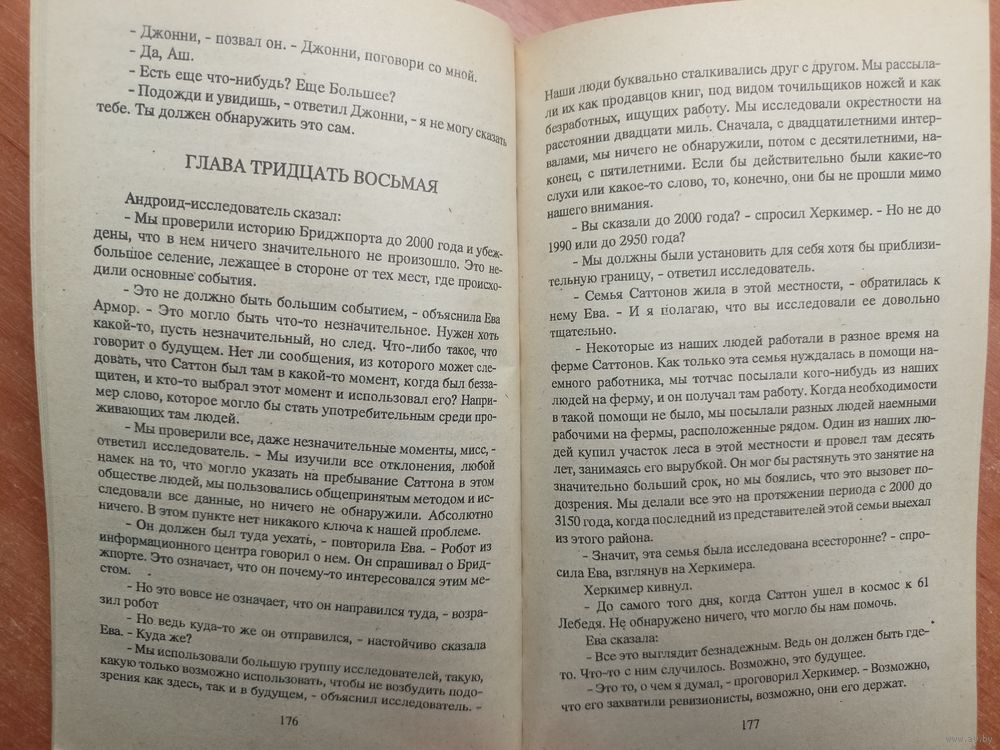 - Джонни, - позвал он. - Джонни, поговори со мной.
- Да, Аш.
- Есть еще что-нибудь? Еще Большее?
- Подожди и увидишь, - ответил Джонни, - я не могу сказать
тебе. Ты должен обнаружить это сам.
ГЛАВА ТРИДЦАТЬ ВОСЬМАЯ
Андроид-исследователь сказал:
- Мы проверили историю Бриджпорта до 2000 года и убеж-
дены, что в нем ничего значительного не произошло. Это не-
большое селение, лежащее в стороне от тех мест, где происхо-
дили основные события.
- Это не должно быть большим событием, - объяснила Ева
Армор. - Это могло быть что-то незначительное. Нужен хоть
какой-то, пусть незначительный, но след. Что-либо такое, что
говорит о будущем. Нет ли сообщения, из которого может сле-
довать, что Саттон был там в какой-то момент, когда был безза-
щитен, и кто-то выбрал этот момент и использовал его? Напри-
мер слово, которое могло бы стать употребительным среди про-
живающих там людей.
- Мы проверили все, даже незначительные моменты, мисс, -
ответил исследователь. - Мы изучили все отклонения, любой
намек на то, что могло указать на пребывание Саттона в этом
обществе людей, мы пользовались общепринятым методом и ис-
следовали все данные, но ничего не обнаружили. Абсолютно
ничего. В этом пункте нет никакого ключа к нашей проблеме.
- Он должен был туда уехать, - повторила Ева. - Робот из
информационного центра говорил о нем. Он спрашивал о Брид-
жпорте. Это означает, что он почему-то интересовался этим ме-
стом.
- Но это вовсе не означает, что он направился туда, - возра-
зил робот
- Но ведь куда-то же он отправился, - настойчиво сказала
Ева. - Куда же?
- Мы использовали большую группу исследователей, такую,
какую только возможно использовать, чтобы не возбудить подо-
зрения как здесь, так и в будущем, - объяснил исследователь. -
176
Наши люди буквально сталкивались друг с другом. Мы рассыла-
ли их как продавцов книг, под видом точильщиков ножей и как
безработных, ищущих работу. Мы исследовали окрестности на
расстоянии двадцати миль. Сначала, с двадцатилетними интер-
валами, мы ничего не обнаружили, потом с десятилетними, на-
конец, с пятилетними. Если бы действительно были какие-то
слухи или какое-то слово, то, конечно, они бы не прошли мимо
нашего внимания.
- Вы сказали до 2000 года? - спросил Херкимер. - Но не до
1990 или до 2950 года?
- Мы должны были установить для себя хотя бы приблизи-
тельную границу, - ответил исследователь.
- Семья Саттонов жила в этой местности, - обратилась к
нему Ева. - И я полагаю, что вы исследовали ее довольно
тщательно.
- Некоторые из наших людей работали в разное время на
ферме Саттонов. Как только эта семья нуждалась в помощи на-
емного работника, мы тотчас посылали кого-нибудь из наших
людей на ферму, и он получал там работу. Когда необходимости
в такой помощи не было, мы посылали разных людей наемными
рабочими на фермы, расположенные рядом. Один из наших лю-
дей купил участок леса в этой местности и провел там десять
лет, занимаясь его вырубкой. Он мог бы растянуть это занятие на
значительно больший срок, но мы боялись, что это вызовет по-
дозрения. Мы делали все это на протяжении периода с 2000 до
3150 года, когда последний из представителей этой семьи выехал
из этого района.
- Значит, эта семья была исследована всесторонне? - спро-
сила Ева, взглянув на Херкимера.
Херкимер кивнул.
- До самого того дня, когда Саттон ушел в космос к 61
Лебедя. Не обнаружено ничего, что могло бы нам помочь.
Ева сказала:
- Все это выглядит безнадежным. Ведь он должен быть где-
то. Что-то с ним случилось. Возможно, это будущее.
- Это то, о чем я думал, - проговорил Херкимер. - Возможно,
что его захватили ревизионисты, возможно, они его держат.
177
www.ay.by